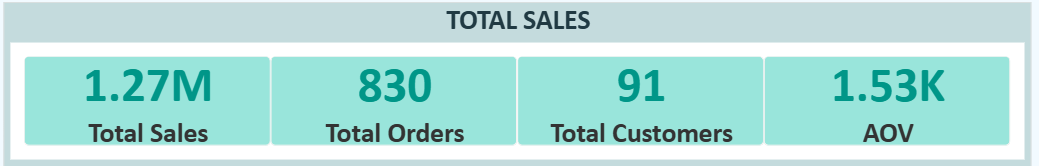 TOTAL SALES
1.27M 830 91 1.53K
Total Sales Total Orders Total Customers AOV